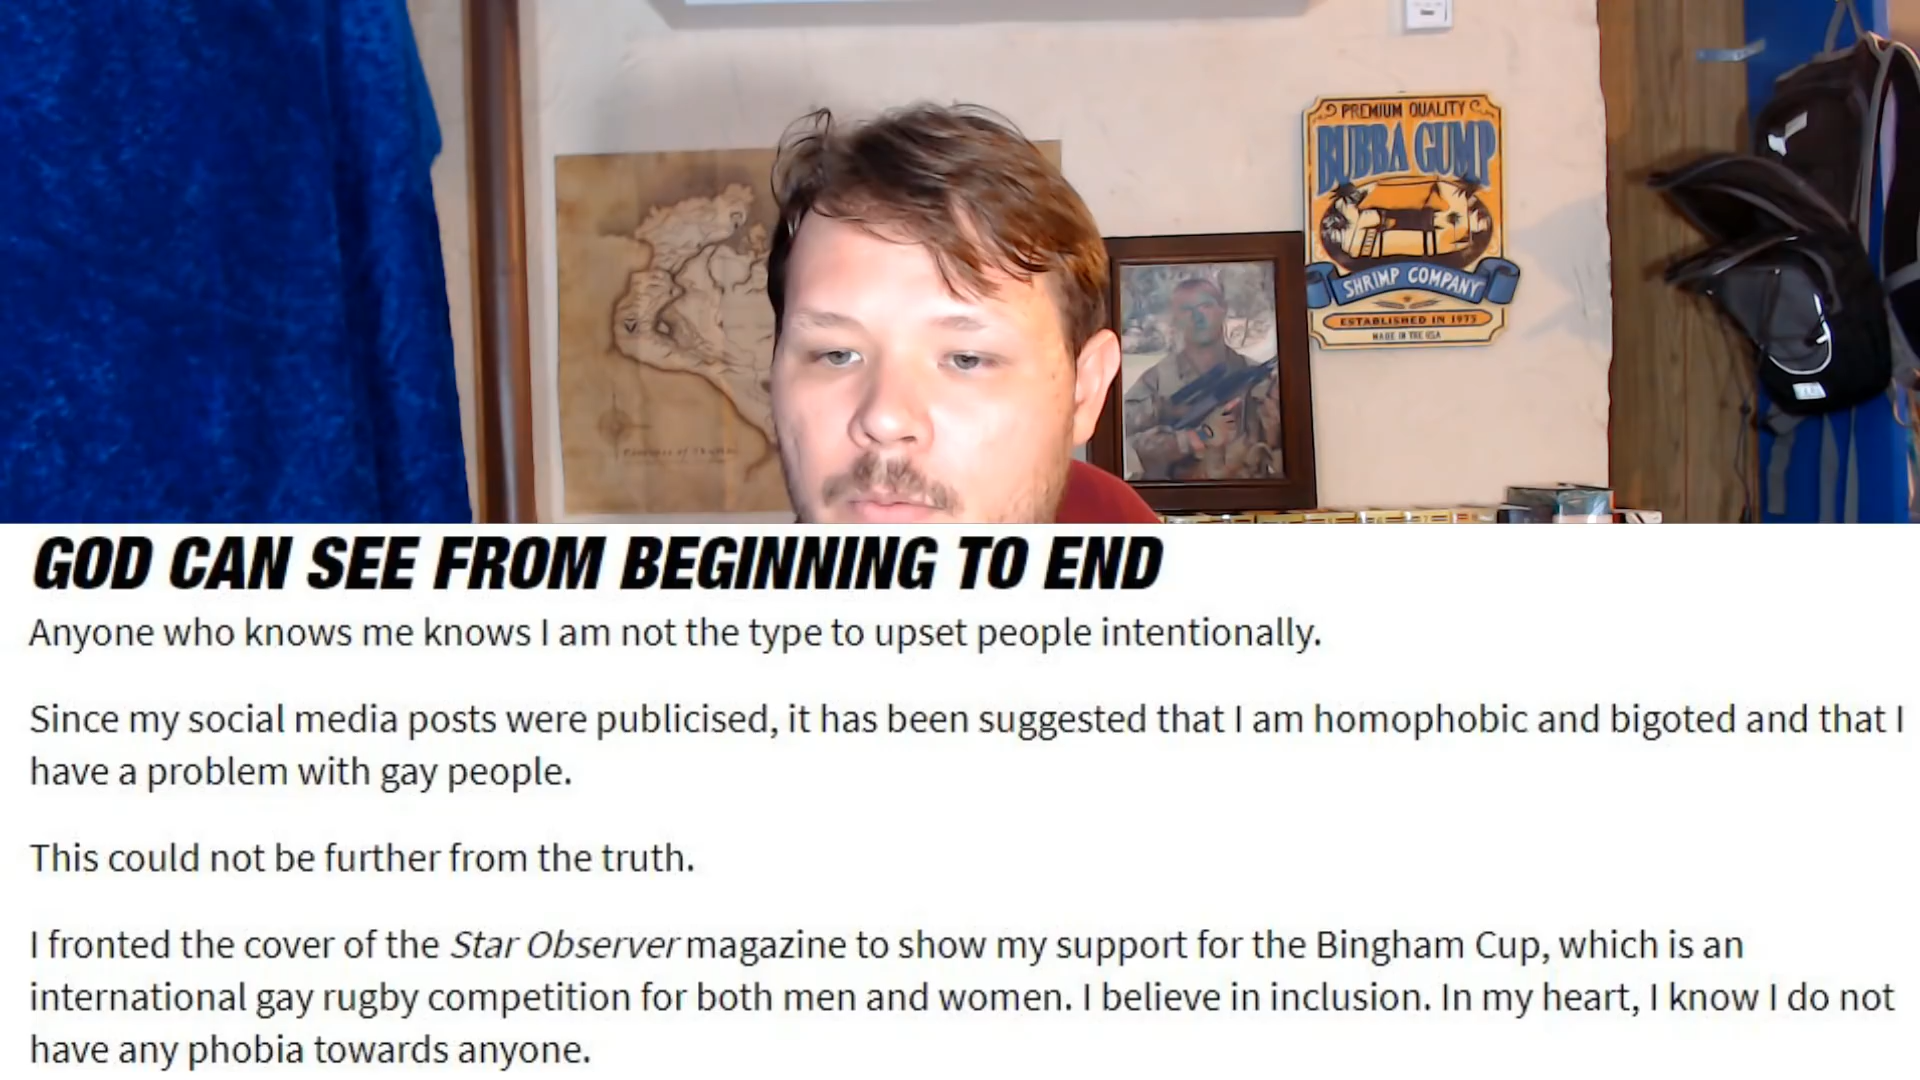 PREMIUM QUALITY
BUBBA GUMP
SHRIMP COMPANY
ESTABLISHED IN 1975
MADE IN THE USA
GOD CAN SEE FROM BEGINNING TO END
Anyone who knows me knows I am not the type to upset people intentionally.
Since my social media posts were publicised, it has been suggested that I am homophobic and bigoted and that I
have a problem with gay people.
This could not be further from the truth.
I fronted the cover of the Star Observer magazine to show my support for the Bingham Cup, which is an
international gay rugby competition for both men and women. I believe in inclusion. In my heart, I know I do not
have any phobia towards anyone.